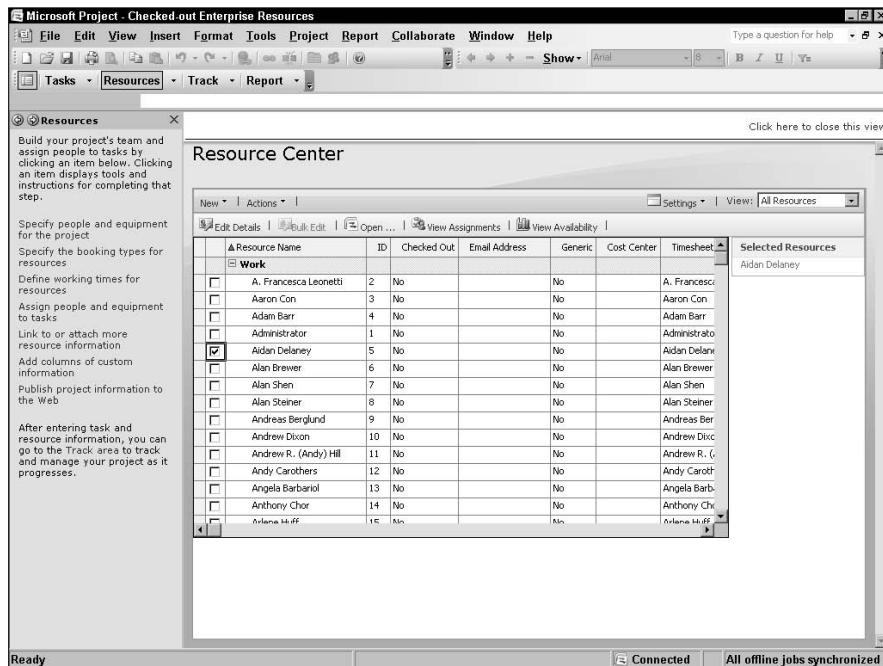 Microsoft Project - Checked-out Enterprise Resources
File Edit View Insert Format Tools Project Report Collaborate Window Help
Type a question for help
Show
Arial
8
B I U
Tasks Resources Track Report
Resources
Click here to close this view
Build your project's team and
assign people to tasks by
clicking an item below. Clicking
an item displays tools and
instructions for completing that
step.
Specify people and equipment
for the project
Specify the booking types for
resources
Define working times for
resources
Assign people and equipment
to tasks
Link to or attach more
resource information
Add columns of custom
information
Publish project information to
the Web
After entering task and
resource information, you can
go to the Track area to track
and manage your project as it
progresses.
Resource Center
New | Actions |
Settings | View: All Resources
Edit Details | Bulk Edit | Open ... | View Assignments | View Availability |
Resource Name ID Checked Out Email Address Generic Cost Center Timesheet
Work
A. Francesca Leonetti 2 No No A. Francesca
Aaron Con 3 No No Aaron Con
Adam Barr 4 No No Adam Barr
Administrator 1 No No Administrato
Aidan Delaney 5 No No Aidan Delane
Alan Brewer 6 No No Alan Brewer
Alan Shen 7 No No Alan Shen
Alan Steiner 8 No No Alan Steiner
Andreas Berglund 9 No No Andreas Ber
Andrew Dixon 10 No No Andrew Dixo
Andrew R. (Andy) Hill 11 No No Andrew R. (
Andy Carothers 12 No No Andy Caroth
Angela Barbariol 13 No No Angela Barb
Anthony Chor 14 No No Anthony Cho
Arlene Huff 15 No No Arlene Huff
Selected Resources
Aidan Delaney
Ready
Connected
All offline jobs synchronized